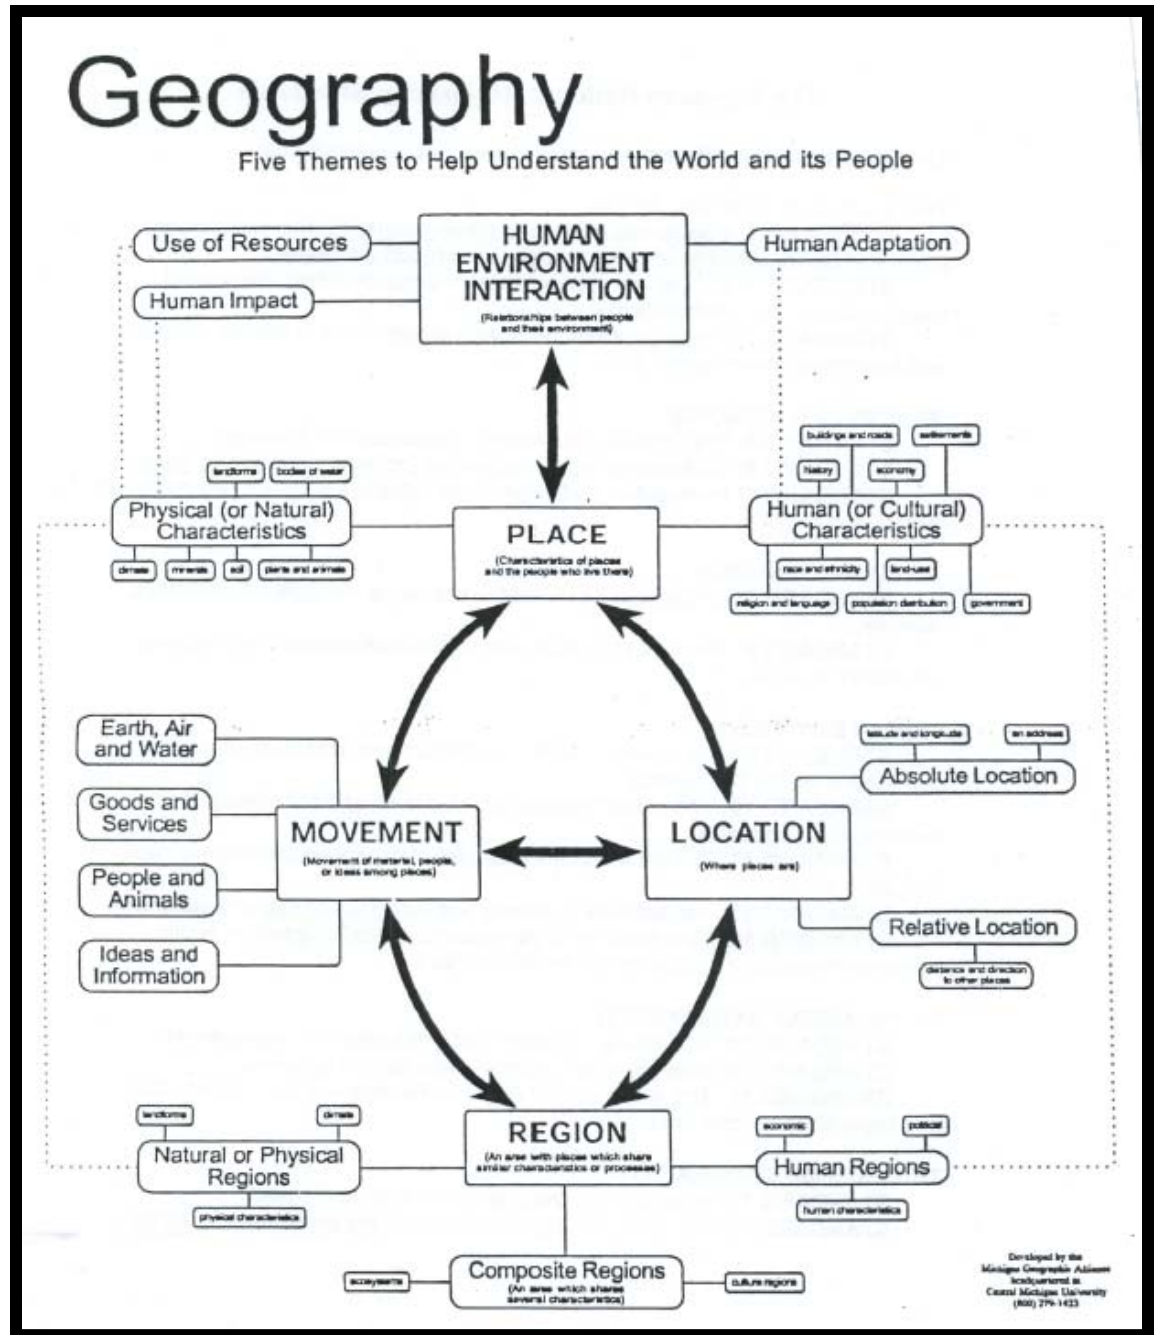 Geography
Five Themes to Help Understand the World and its People
Use of Resources
HUMAN
ENVIRONMENT
INTERACTION
(Relationships between people
and their environment)
Human Adaptation
Human Impact
buildings and roads
settlements
landforms
bodies of water
history
economy
Physical (or Natural)
Characteristics
PLACE
(Characteristics of places
and the people who live there)
Human (or Cultural)
Characteristics
climate
minerals
soil
plants and animals
race and ethnicity
land-use
religion and language
population distribution
government
Earth, Air
and Water
latitude and longitude
an address
Absolute Location
Goods and
Services
MOVEMENT
(Movement of material, people,
or ideas among places)
LOCATION
(Where places are)
People and
Animals
Relative Location
Ideas and
Information
distance and direction
to other places
landforms
climate
REGION
(An area with places which share
similar characteristics or processes)
economic
political
Natural or Physical
Regions
Human Regions
physical characteristics
human characteristics
ecosystems
Composite Regions
(An area which shares
several characteristics)
culture regions
Developed by the
Michigan Geographic Alliance
headquartered at
Central Michigan University
(800) 279-1423